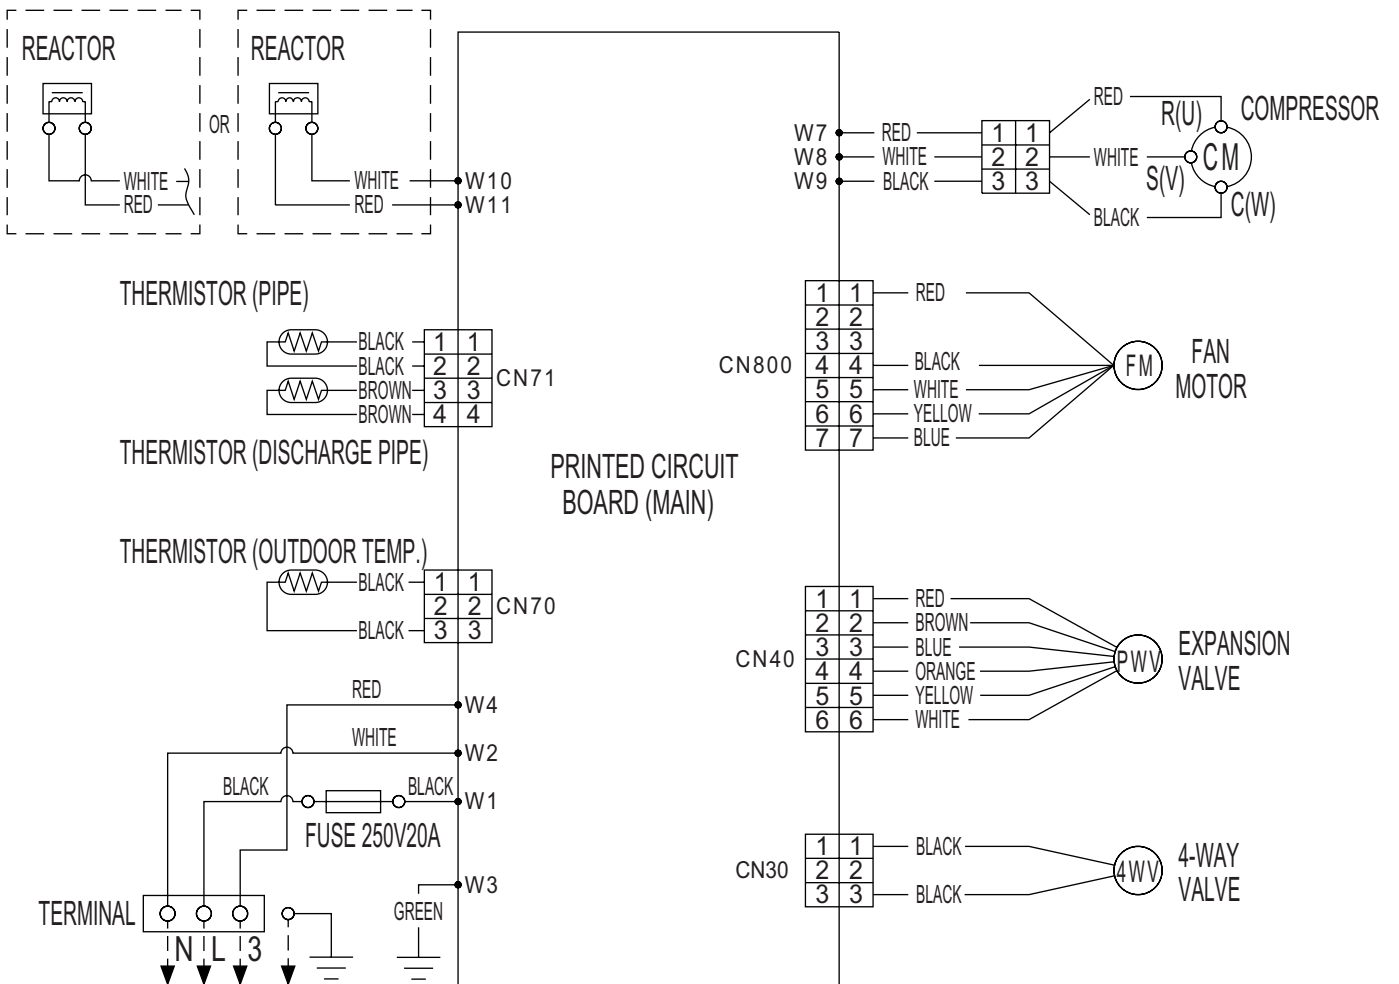 REACTOR
WHITE
RED
OR
REACTOR
WHITE
RED
W10
W11
W7
W8
W9
RED
WHITE
BLACK
1 1
2 2
3 3
RED
WHITE
BLACK
R(U)
S(V)
C(W)
CM
COMPRESSOR
THERMISTOR (PIPE)
BLACK
BLACK
BROWN
BROWN
1 1
2 2
3 3
4 4
CN71
THERMISTOR (DISCHARGE PIPE)
CN800
1 1
2 2
3 3
4 4
5 5
6 6
7 7
RED
BLACK
WHITE
YELLOW
BLUE
FM
FAN
MOTOR
PRINTED CIRCUIT
BOARD (MAIN)
THERMISTOR (OUTDOOR TEMP.)
BLACK
BLACK
1 1
2 2
3 3
CN70
CN40
1 1
2 2
3 3
4 4
5 5
6 6
RED
BROWN
BLUE
ORANGE
YELLOW
WHITE
PWV
EXPANSION
VALVE
RED
W4
WHITE
W2
BLACK
BLACK
W1
FUSE 250V20A
W3
GREEN
TERMINAL
N L 3
CN30
1 1
2 2
3 3
BLACK
BLACK
4WV
4-WAY
VALVE